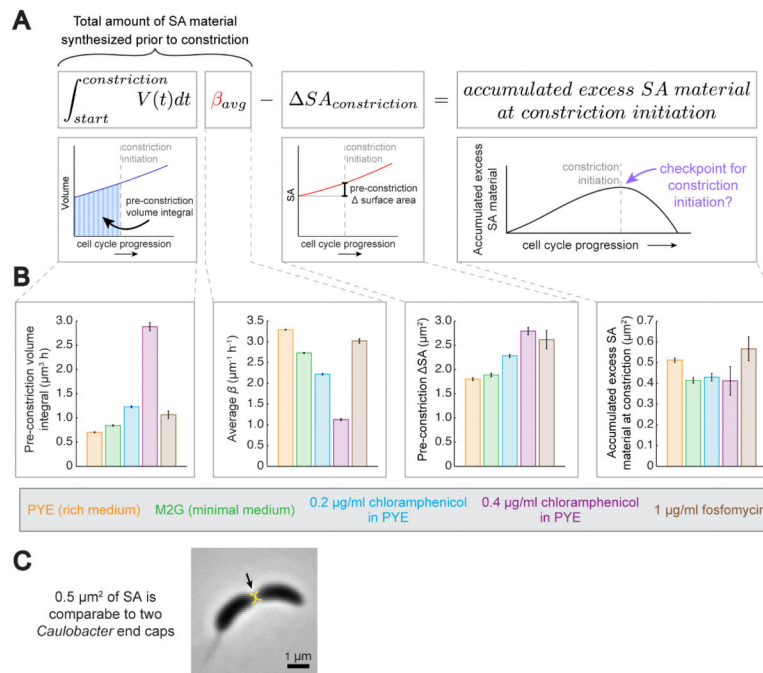 A
Total amount of SA material
synthesized prior to constriction
∫ constriction start V(t)dt β avg − ΔSA constriction = accumulated excess SA material
at constriction initiation
constriction
initiation
Volume
pre-constriction
volume integral
cell cycle progression
constriction
initiation
SA
pre-constriction
Δ surface area
cell cycle progression
Accumulated excess
SA material
constriction
initiation
checkpoint for
constriction
initiation?
cell cycle progression
B
Pre-constriction volume
integral (μm³ h)
3.0
2.5
2.0
1.5
1.0
0.5
0
Average β (μm⁻¹ h⁻¹)
3.5
3.0
2.5
2.0
1.5
1.0
0.5
0
Pre-constriction ΔSA (μm²)
3.0
2.5
2.0
1.5
1.0
0.5
0
Accumulated excess SA
material at constriction (μm²)
0.7
0.6
0.5
0.4
0.3
0.2
0.1
0
PYE (rich medium)
M2G (minimal medium)
0.2 μg/ml chloramphenicol
in PYE
0.4 μg/ml chloramphenicol
in PYE
1 μg/ml fosfomycin
C
0.5 μm² of SA is
comparabe to two
Caulobacter end caps
1 μm